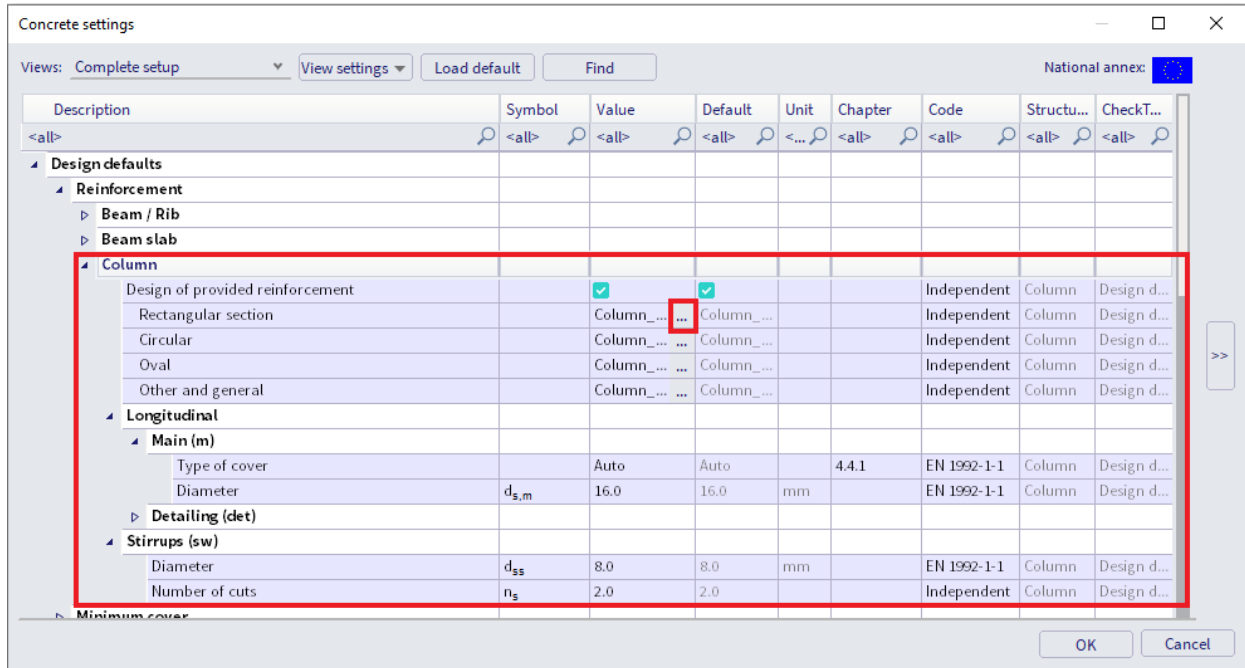 Concrete settings
Views: Complete setup View settings Load default Find National annex:
Description Symbol Value Default Unit Chapter Code Structu... CheckT...
<all> <all> <all> <all> <... <all> <all> <all> <all>
Design defaults
Reinforcement
Beam / Rib
Beam slab
Column
Design of provided reinforcement Independent Column Design d...
Rectangular section Column_... ... Column_... Independent Column Design d...
Circular Column_... ... Column_... Independent Column Design d...
Oval Column_... ... Column_... Independent Column Design d...
Other and general Column_... ... Column_... Independent Column Design d...
Longitudinal
Main (m)
Type of cover Auto Auto 4.4.1 EN 1992-1-1 Column Design d...
Diameter ds,m 16.0 16.0 mm EN 1992-1-1 Column Design d...
Detailing (det)
Stirrups (sw)
Diameter dss 8.0 8.0 mm EN 1992-1-1 Column Design d...
Number of cuts ns 2.0 2.0 Independent Column Design d...
Minimum cover
>>
OK Cancel